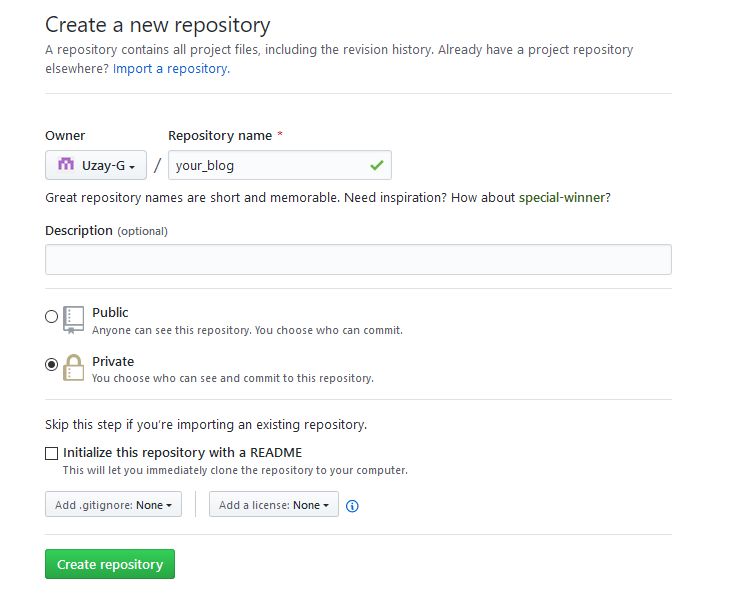 Create a new repository
A repository contains all project files, including the revision history. Already have a project repository
elsewhere? Import a repository.
Owner
Repository name *
Uzay-G
/
your_blog
Great repository names are short and memorable. Need inspiration? How about special-winner?
Description (optional)
Public
Anyone can see this repository. You choose who can commit.
Private
You choose who can see and commit to this repository.
Skip this step if you’re importing an existing repository.
Initialize this repository with a README
This will let you immediately clone the repository to your computer.
Add .gitignore: None
Add a license: None
Create repository